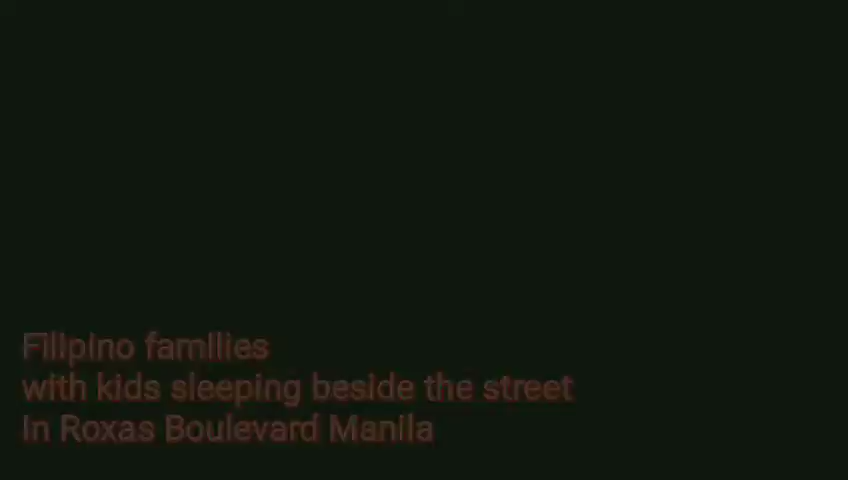 Filipino families
with kids sleeping beside the street
In Roxas Boulevard Manila